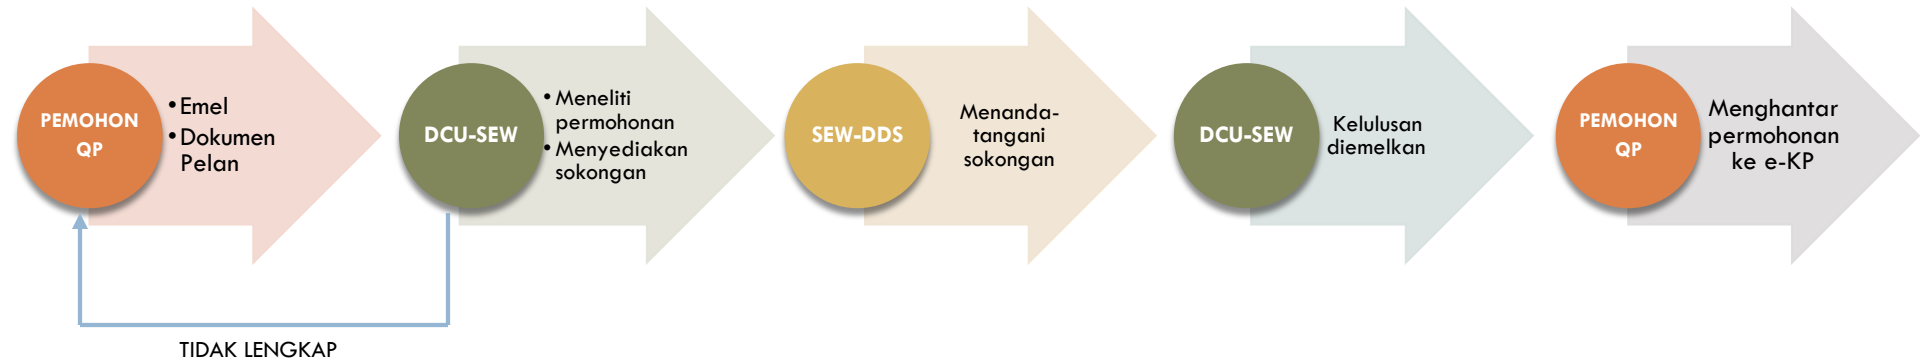 PEMOHON
QP
• Emel
• Dokumen
Pelan
DCU-SEW
• Meneliti
permohonan
• Menyediakan
sokongan
SEW-DDS
Menanda-
tangani
sokongan
DCU-SEW
Kelulusan
diemelkan
PEMOHON
QP
Menghantar
permohonan
ke e-KP
TIDAK LENGKAP